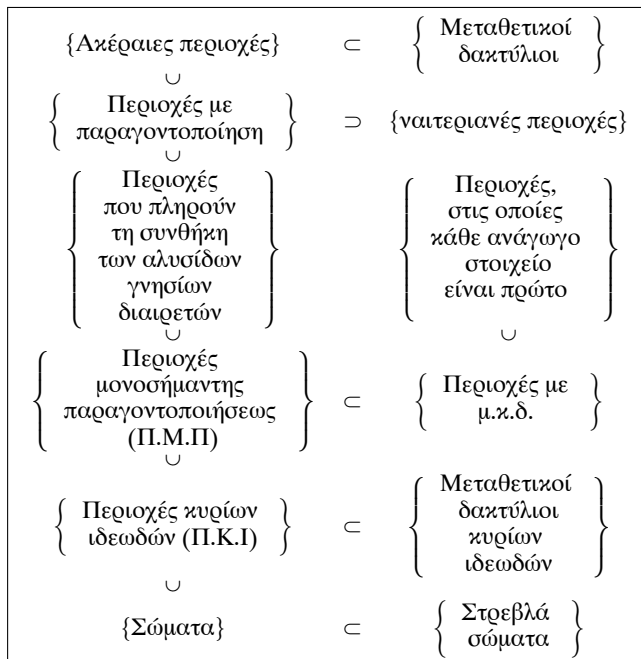 {Ακέραιες περιοχές} ⊂ { Μεταθετικοί
δακτύλιοι }
∪
{ Περιοχές με
παραγοντοποίηση } ⊃ {ναιτεριανές περιοχές}
∪
{ Περιοχές
που πληρούν
τη συνθήκη
των αλυσίδων
γνησίων
διαιρετών }
{ Περιοχές,
στις οποίες
κάθε ανάγωγο
στοιχείο
είναι πρώτο }
∪ ∪
{ Περιοχές
μονοσήμαντης
παραγοντοποιήσεως
(Π.Μ.Π) } ⊂ { Περιοχές με
μ.κ.δ. }
∪
{ Περιοχές κυρίων
ιδεωδών (Π.Κ.Ι) } ⊂ { Μεταθετικοί
δακτύλιοι
κυρίων
ιδεωδών }
∪
{Σώματα} ⊂ { Στρεβλά
σώματα }